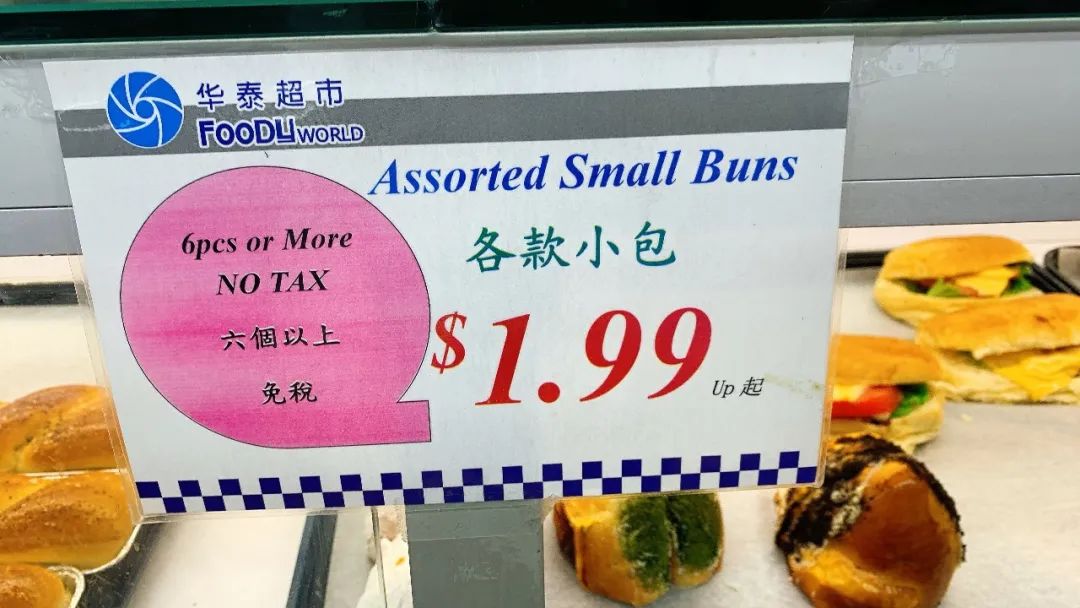 华泰超市
FOODY WORLD
Assorted Small Buns
各款小包
$1.99 Up 起
6pcs or More
NO TAX
六個以上
免稅